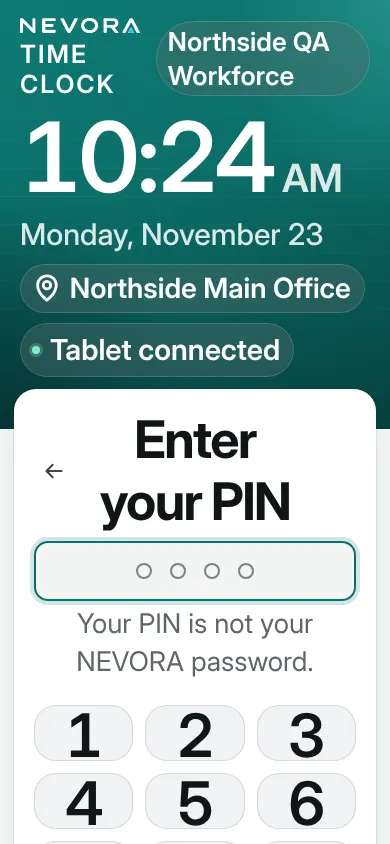 NEVORA
TIME
CLOCK
Northside QA
Workforce
10:24 AM
Monday, November 23
Northside Main Office
Tablet connected
Enter
your PIN
Your PIN is not your
NEVORA password.
1 2 3
4 5 6